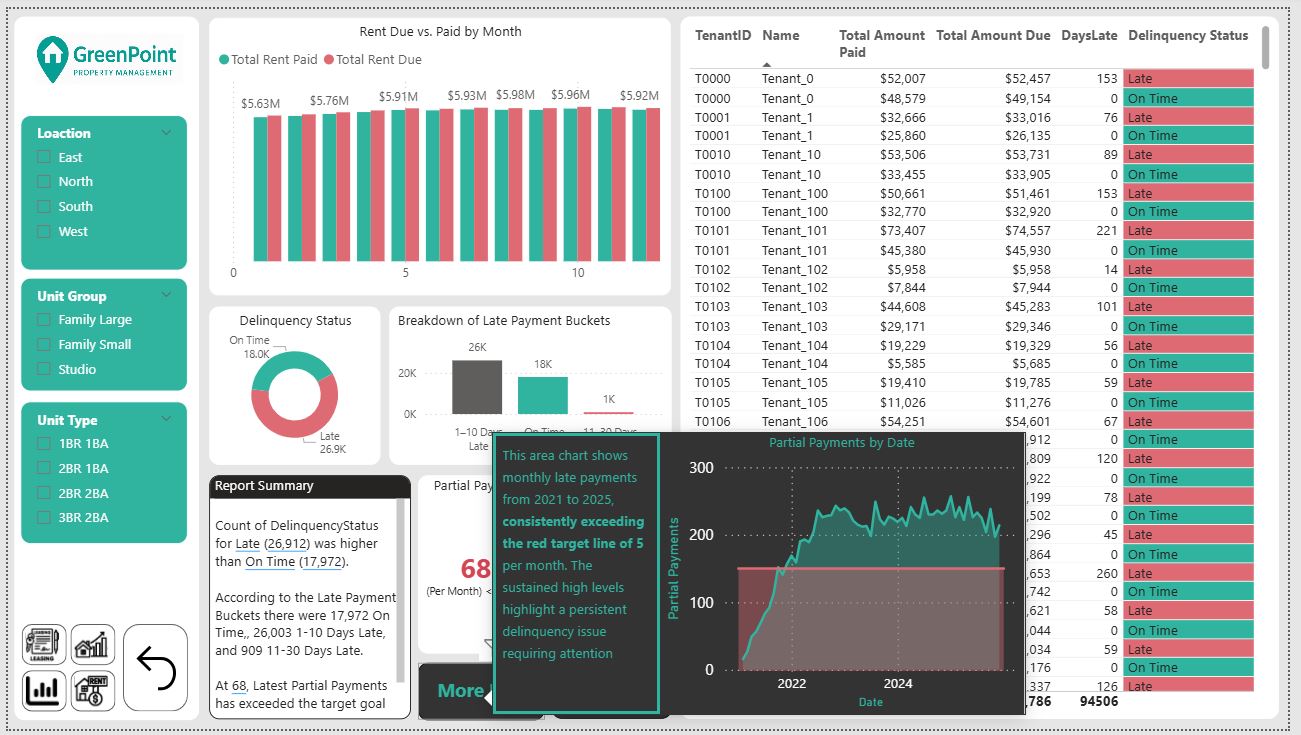 GreenPoint
PROPERTY MANAGEMENT
Loaction
East
North
South
West
Unit Group
Family Large
Family Small
Studio
Unit Type
1BR 1BA
2BR 1BA
2BR 2BA
3BR 2BA
LEASING
RENT
Rent Due vs. Paid by Month
Total Rent Paid Total Rent Due
$5.63M $5.76M $5.91M $5.93M $5.98M $5.96M $5.92M
0 5 10
Delinquency Status
On Time
18.0K
Late
26.9K
Breakdown of Late Payment Buckets
26K
18K
1K
20K
0K
1–10 Days
Late
On Time
11–30 Days
Report Summary
Count of DelinquencyStatus
for Late (26,912) was higher
than On Time (17,972).
According to the Late Payment
Buckets there were 17,972 On
Time,, 26,003 1-10 Days Late,
and 909 11-30 Days Late.
At 68, Latest Partial Payments
has exceeded the target goal
Partial Pay
68
(Per Month) <
More
This area chart shows
monthly late payments
from 2021 to 2025,
consistently exceeding
the red target line of 5
per month. The
sustained high levels
highlight a persistent
delinquency issue
requiring attention
Partial Payments by Date
Partial Payments
300
200
100
0
2022 2024
Date
TenantID Name Total Amount Paid Total Amount Due DaysLate Delinquency Status
T0000 Tenant_0 $52,007 $52,457 153 Late
T0000 Tenant_0 $48,579 $49,154 0 On Time
T0001 Tenant_1 $32,666 $33,016 76 Late
T0001 Tenant_1 $25,860 $26,135 0 On Time
T0010 Tenant_10 $53,506 $53,731 89 Late
T0010 Tenant_10 $33,455 $33,905 0 On Time
T0100 Tenant_100 $50,661 $51,461 153 Late
T0100 Tenant_100 $32,770 $32,920 0 On Time
T0101 Tenant_101 $73,407 $74,557 221 Late
T0101 Tenant_101 $45,380 $45,930 0 On Time
T0102 Tenant_102 $5,958 $5,958 14 Late
T0102 Tenant_102 $7,844 $7,944 0 On Time
T0103 Tenant_103 $44,608 $45,283 101 Late
T0103 Tenant_103 $29,171 $29,346 0 On Time
T0104 Tenant_104 $19,229 $19,329 56 Late
T0104 Tenant_104 $5,585 $5,685 0 On Time
T0105 Tenant_105 $19,410 $19,785 59 Late
T0105 Tenant_105 $11,026 $11,276 0 On Time
T0106 Tenant_106 $54,251 $54,601 67 Late
,912 0 On Time
,809 120 Late
,922 0 On Time
,199 78 Late
,502 0 On Time
,296 45 Late
,864 0 On Time
,653 260 Late
,742 0 On Time
,621 58 Late
,044 0 On Time
,034 59 Late
,176 0 On Time
,337 126 Late
,786 94506